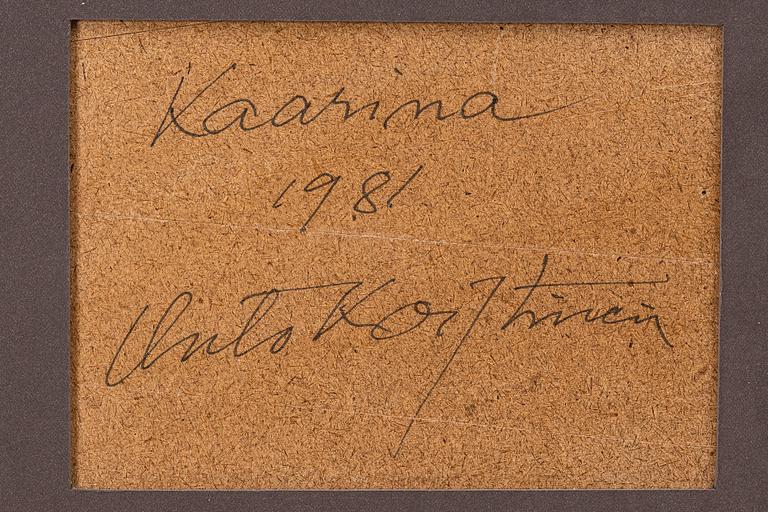 Kaarina
1981
Unto Koistinen